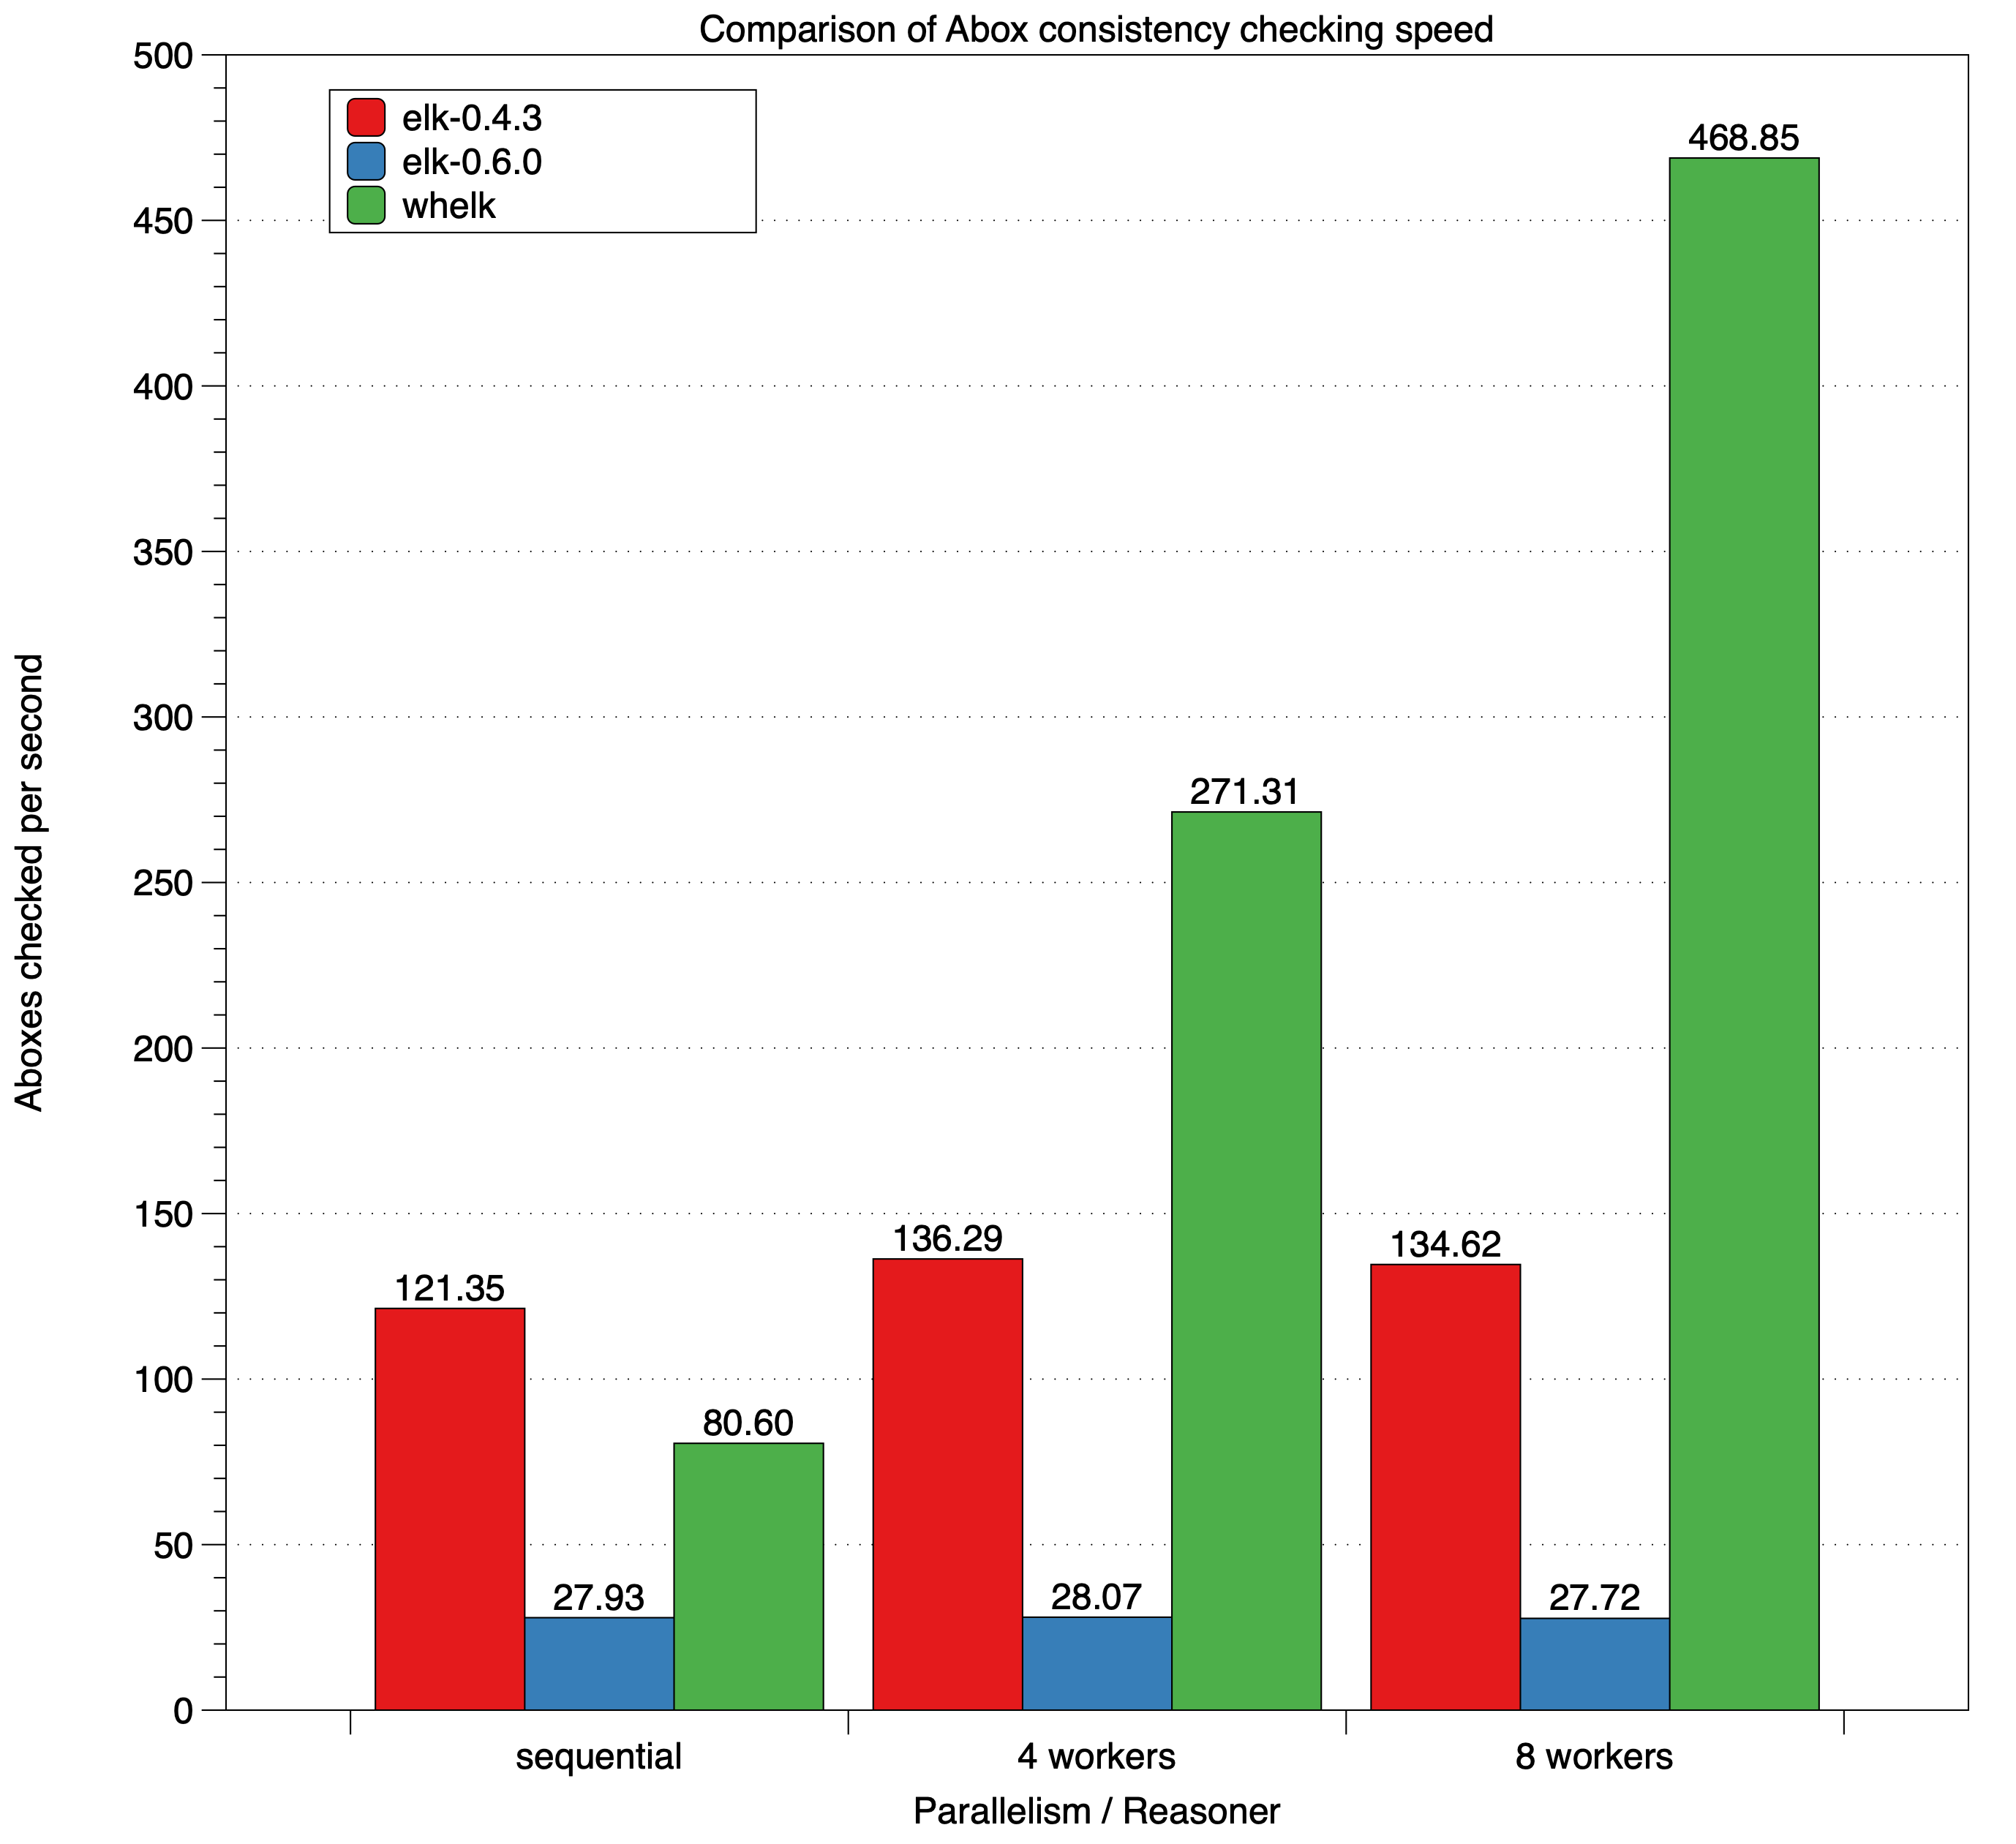 Comparison of Abox consistency checking speed
elk-0.4.3
elk-0.6.0
whelk
Aboxes checked per second
500
450
400
350
300
250
200
150
100
50
0
121.35
27.93
80.60
136.29
28.07
271.31
134.62
27.72
468.85
sequential
4 workers
8 workers
Parallelism / Reasoner